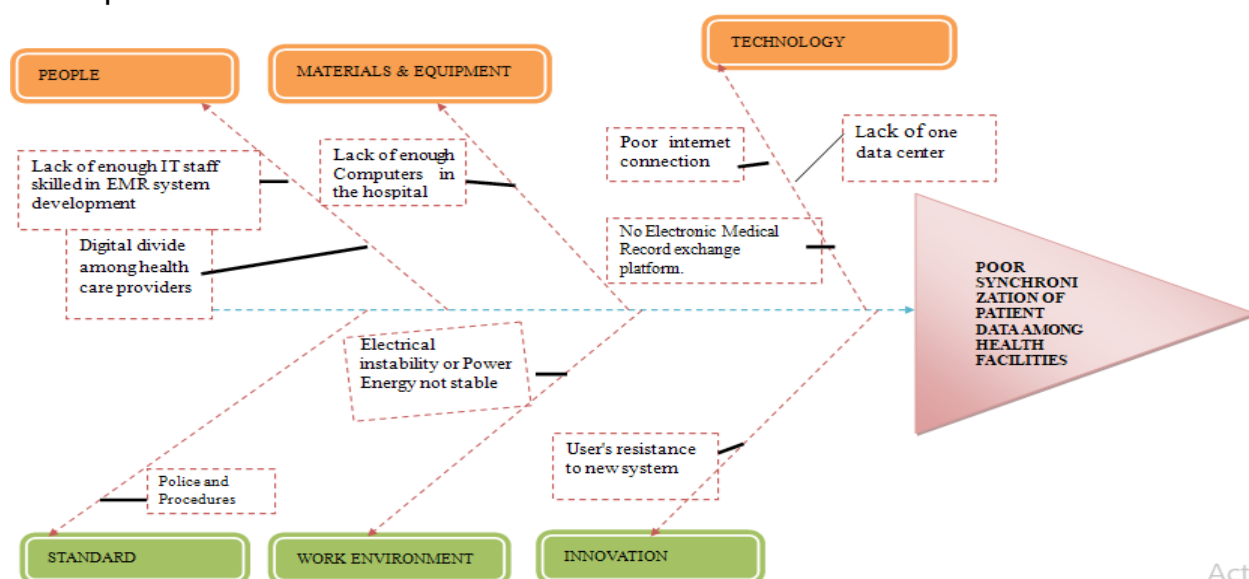 TECHNOLOGY
PEOPLE
MATERIALS & EQUIPMENT
Lack of enough IT staff
skilled in EMR system
development
Lack of enough
Computers in
the hospital
Poor internet
connection
Lack of one
data center
Digital divide
among health
care providers
No Electronic Medical
Record exchange
platform.
POOR
SYNCHRONI
ZATION OF
PATIENT
DATA AMONG
HEALTH
FACILITIES
Electrical
instability or Power
Energy not stable
User's resistance
to new system
Police and
Procedures
STANDARD
WORK ENVIRONMENT
INNOVATION
Act